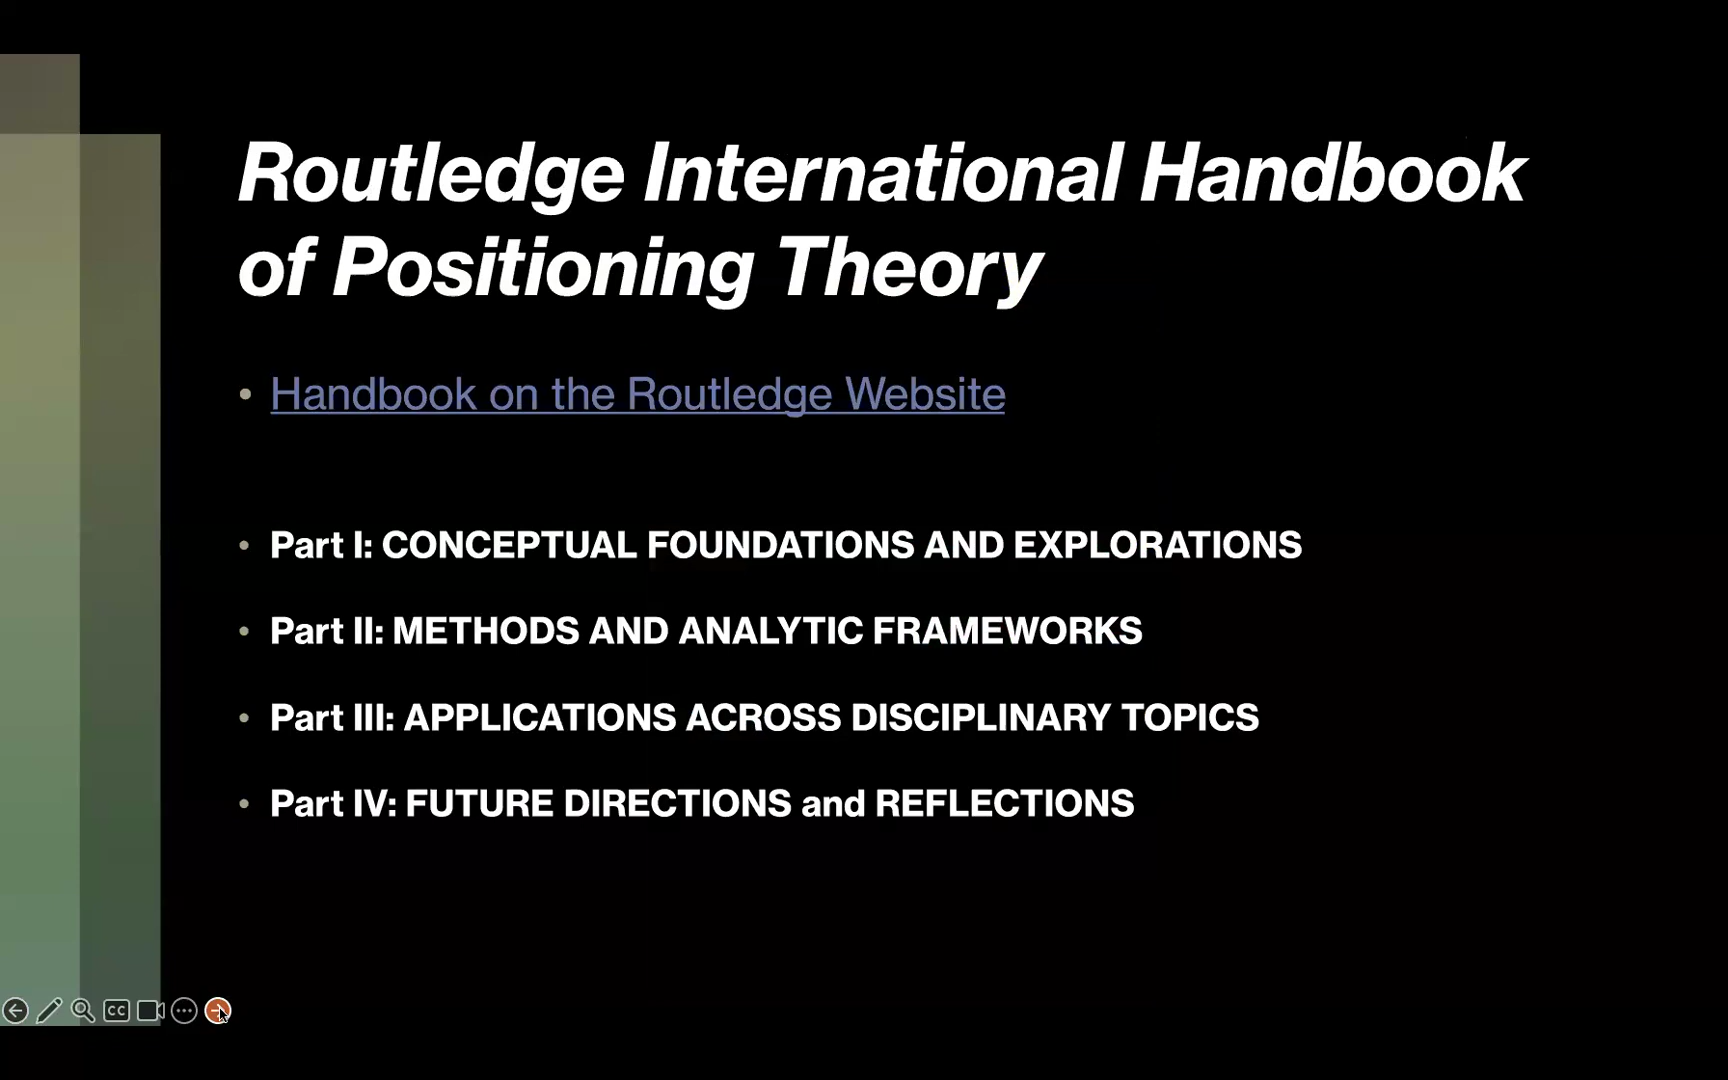 Routledge International Handbook
of Positioning Theory
• Handbook on the Routledge Website
• Part I: CONCEPTUAL FOUNDATIONS AND EXPLORATIONS
• Part II: METHODS AND ANALYTIC FRAMEWORKS
• Part III: APPLICATIONS ACROSS DISCIPLINARY TOPICS
• Part IV: FUTURE DIRECTIONS and REFLECTIONS
CC